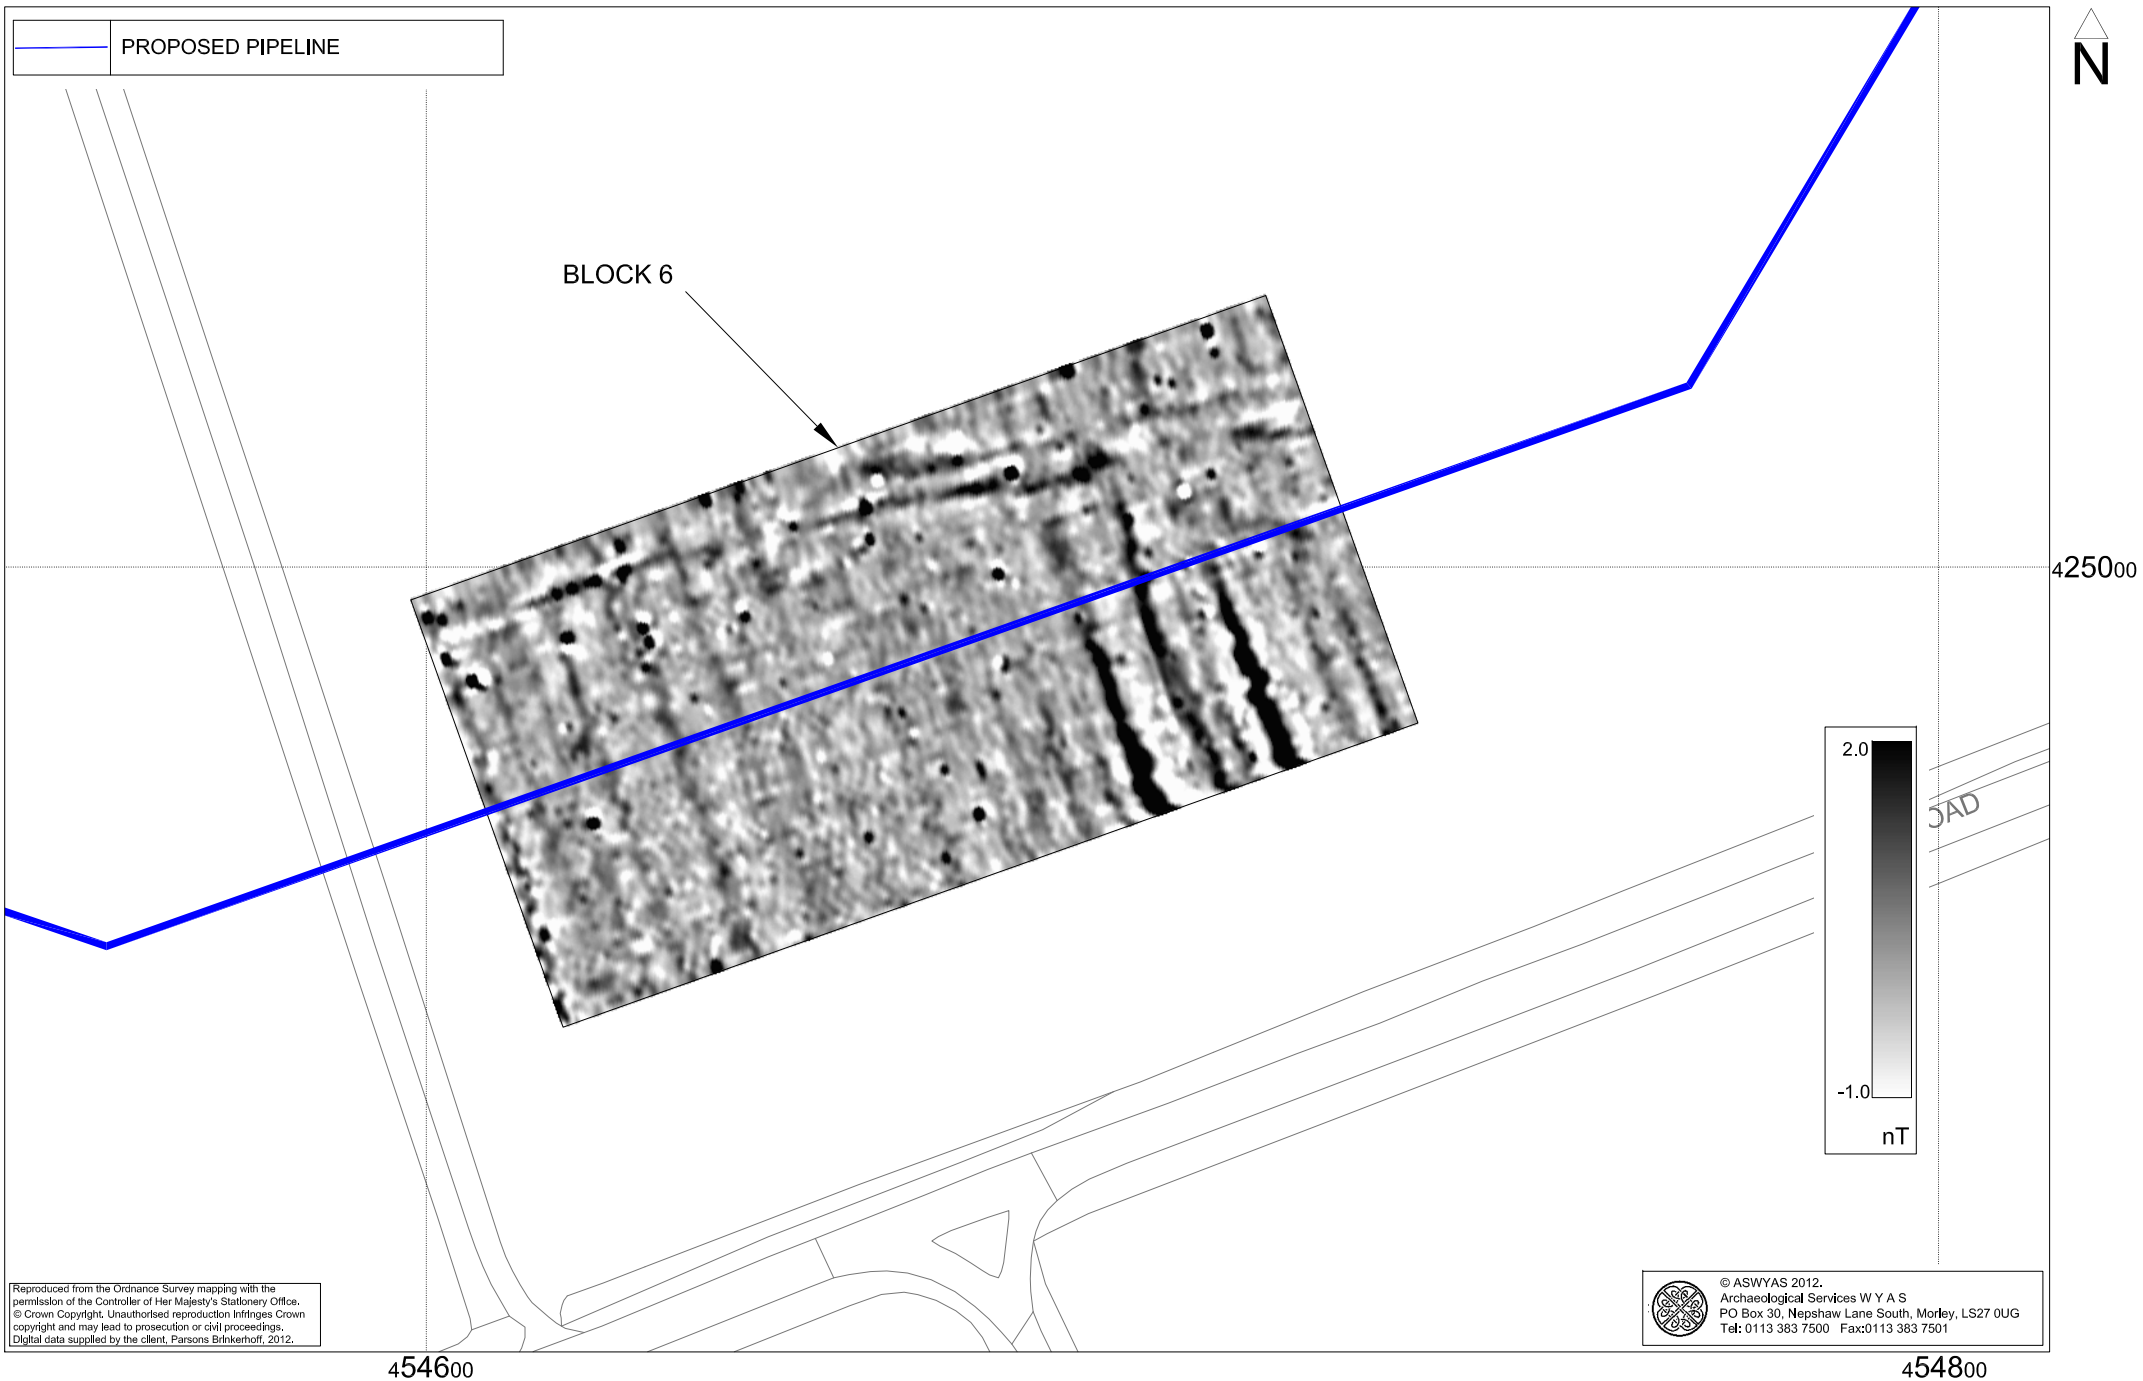 PROPOSED PIPELINE
N
BLOCK 6
425000
2.0
OAD
-1.0
nT
Reproduced from the Ordnance Survey mapping with the
permission of the Controller of Her Majesty's Stationery Office.
© Crown Copyright. Unauthorised reproduction infringes Crown
copyright and may lead to prosecution or civil proceedings.
Digital data supplied by the client, Parsons Brinkerhoff, 2012.
© ASWYAS 2012.
Archaeological Services W Y A S
PO Box 30, Nepshaw Lane South, Morley, LS27 0UG
Tel: 0113 383 7500 Fax:0113 383 7501
454600
454800